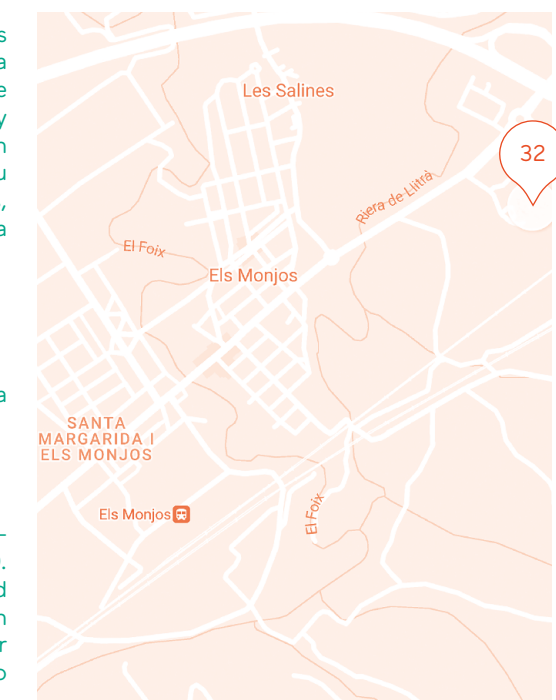 s
a
e
y
n
u
,
a
a
–
.
d
n
r
o
Les Salines
32
Riera de Llitrà
El Foix
Els Monjos
SANTA
MARGARIDA I
ELS MONJOS
Els Monjos
El Foix